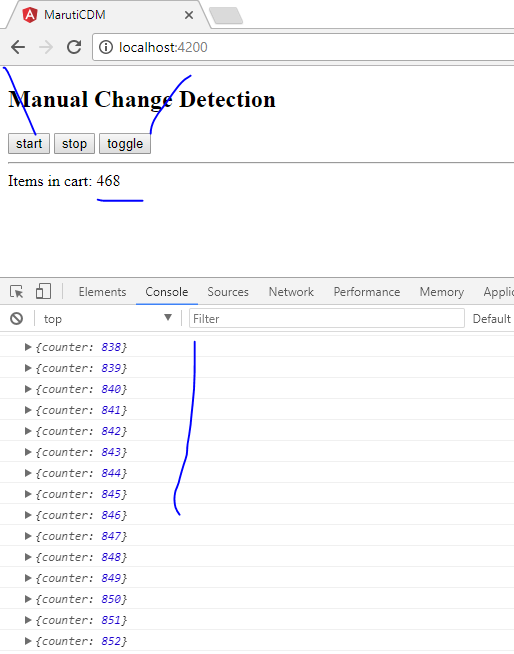 MarutiCDM
localhost:4200
Manual Change Detection
start stop toggle
Items in cart: 468
Elements Console Sources Network Performance Memory
top Filter Default
{counter: 838}
{counter: 839}
{counter: 840}
{counter: 841}
{counter: 842}
{counter: 843}
{counter: 844}
{counter: 845}
{counter: 846}
{counter: 847}
{counter: 848}
{counter: 849}
{counter: 850}
{counter: 851}
{counter: 852}